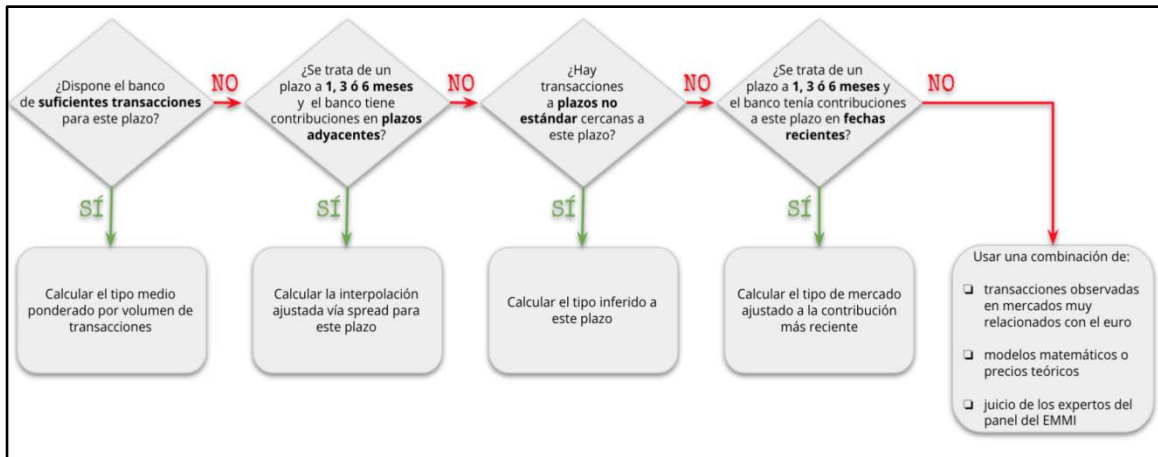 ¿Dispone el banco
de suficientes transacciones
para este plazo?
NO
SÍ
Calcular el tipo medio
ponderado por volumen de
transacciones
¿Se trata de un
plazo a 1, 3 ó 6 meses
y el banco tiene
contribuciones en plazos
adyacentes?
NO
SÍ
Calcular la interpolación
ajustada vía spread para
este plazo
¿Hay
transacciones
a plazos no
estándar cercanas a
este plazo?
NO
SÍ
Calcular el tipo inferido a
este plazo
¿Se trata de un
plazo a 1, 3 ó 6 meses y
el banco tenía contribuciones
a este plazo en fechas
recientes?
NO
SÍ
Calcular el tipo de mercado
ajustado a la contribución
más reciente
Usar una combinación de:
❏ transacciones observadas
en mercados muy
relacionados con el euro
❏ modelos matemáticos o
precios teóricos
❏ juicio de los expertos del
panel del EMMI